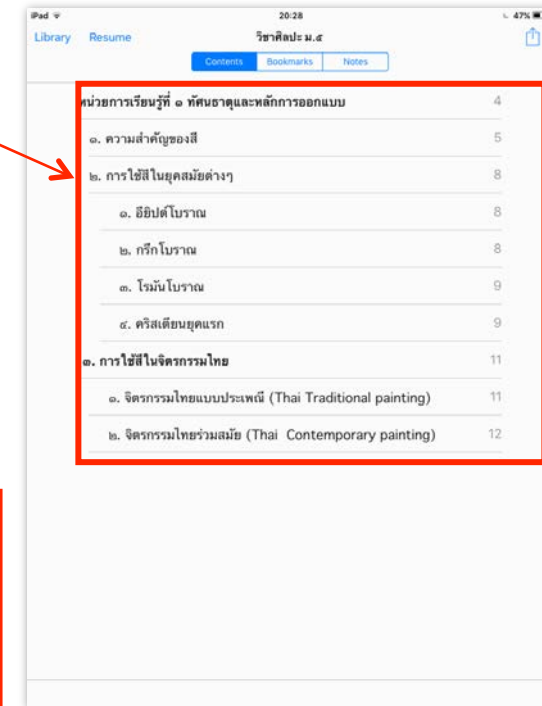 iPad 20:28 47%
Library Resume วิชาศิลปะ ม.๕
Contents Bookmarks Notes
หน่วยการเรียนรู้ที่ ๑ ทัศนธาตุและหลักการออกแบบ 4
๑. ความสำคัญของสี 5
๒. การใช้สีในยุคสมัยต่างๆ 8
๑. อียิปต์โบราณ 8
๒. กรีกโบราณ 8
๓. โรมันโบราณ 9
๔. คริสเตียนยุคแรก 9
๓. การใช้สีในจิตรกรรมไทย 11
๑. จิตรกรรมไทยแบบประเพณี (Thai Traditional painting) 11
๒. จิตรกรรมไทยร่วมสมัย (Thai Contemporary painting) 12